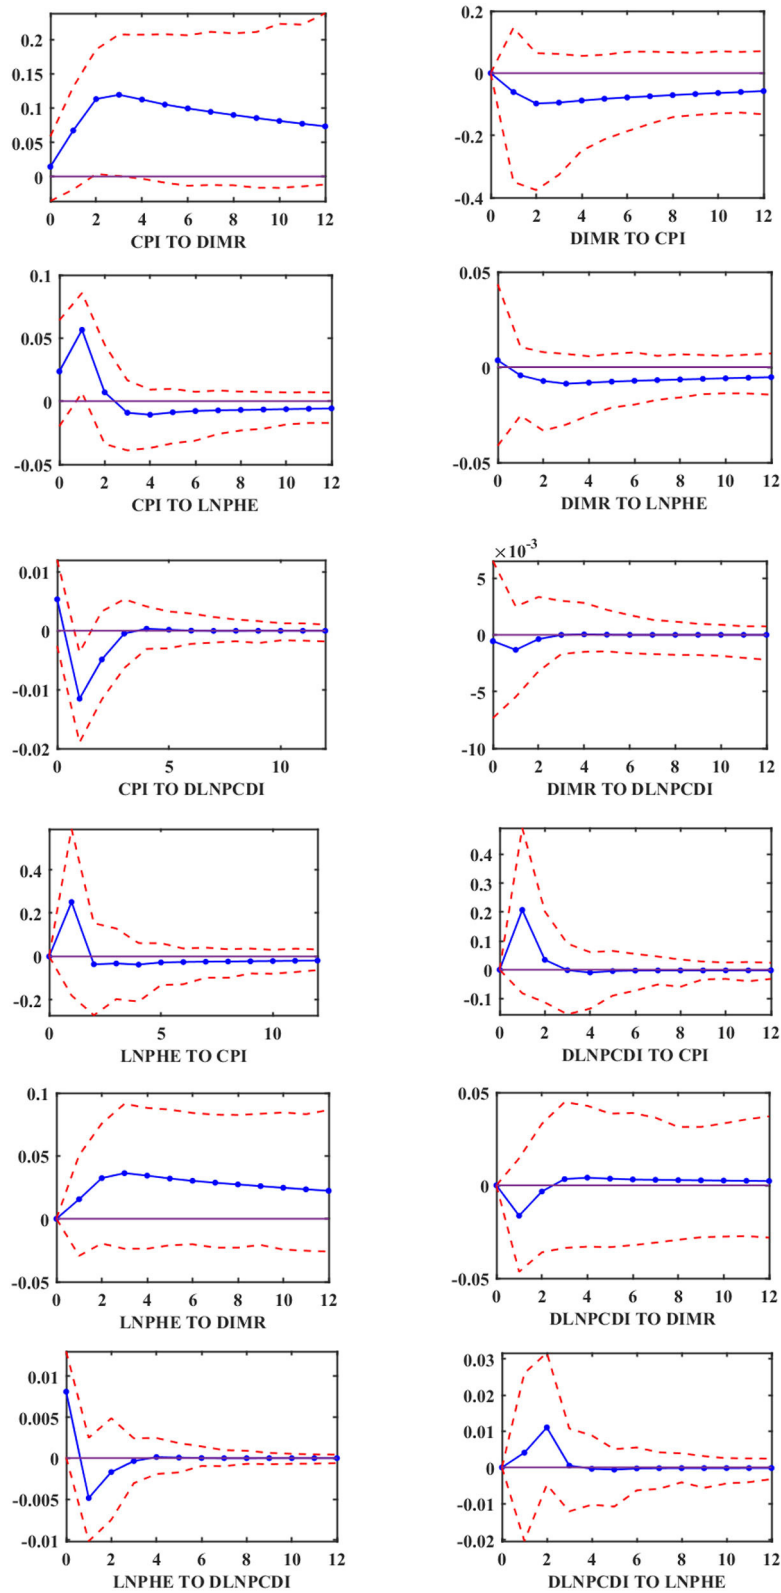 0.2
0.15
0.1
0.05
0
0 2 4 6 8 10 12
CPI TO DIMR
0.2
0
-0.2
-0.4
0 2 4 6 8 10 12
DIMR TO CPI
0.1
0.05
0
-0.05
0 2 4 6 8 10 12
CPI TO LNPHE
0.05
0
-0.05
0 2 4 6 8 10 12
DIMR TO LNPHE
0.01
0
-0.01
-0.02
0 5 10
CPI TO DLNPCDI
×10⁻³
5
0
-5
-10
0 2 4 6 8 10 12
DIMR TO DLNPCDI
0.4
0.2
0
-0.2
0 5 10
LNPHE TO CPI
0.4
0.3
0.2
0.1
0
-0.1
0 2 4 6 8 10 12
DLNPCDI TO CPI
0.1
0.05
0
-0.05
0 2 4 6 8 10 12
LNPHE TO DIMR
0.05
0
-0.05
0 2 4 6 8 10 12
DLNPCDI TO DIMR
0.01
0.005
0
-0.005
-0.01
0 2 4 6 8 10 12
LNPHE TO DLNPCDI
0.03
0.02
0.01
0
-0.01
-0.02
0 2 4 6 8 10 12
DLNPCDI TO LNPHE